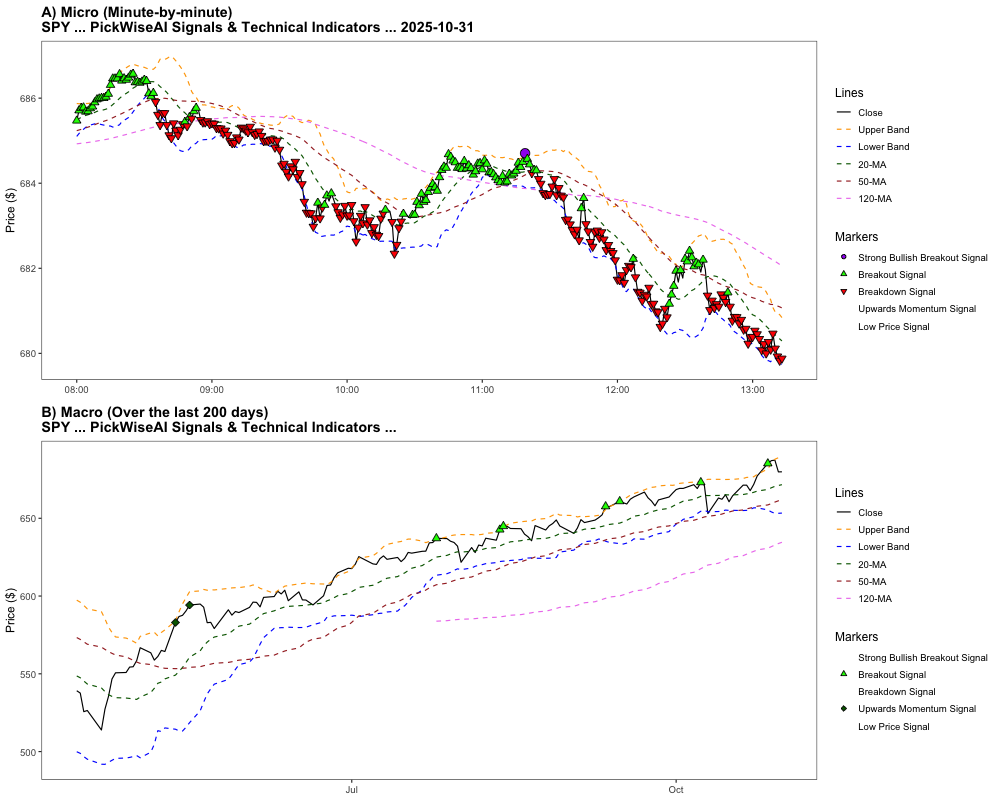 A) Micro (Minute-by-minute)
SPY ... PickWiseAI Signals & Technical Indicators ... 2025-10-31
Price ($)
686
684
682
680
08:00 09:00 10:00 11:00 12:00 13:00
Lines
Close
Upper Band
Lower Band
20-MA
50-MA
120-MA
Markers
Strong Bullish Breakout Signal
Breakout Signal
Breakdown Signal
Upwards Momentum Signal
Low Price Signal
B) Macro (Over the last 200 days)
SPY ... PickWiseAI Signals & Technical Indicators ...
Price ($)
650
600
550
500
Jul Oct
Lines
Close
Upper Band
Lower Band
20-MA
50-MA
120-MA
Markers
Strong Bullish Breakout Signal
Breakout Signal
Breakdown Signal
Upwards Momentum Signal
Low Price Signal